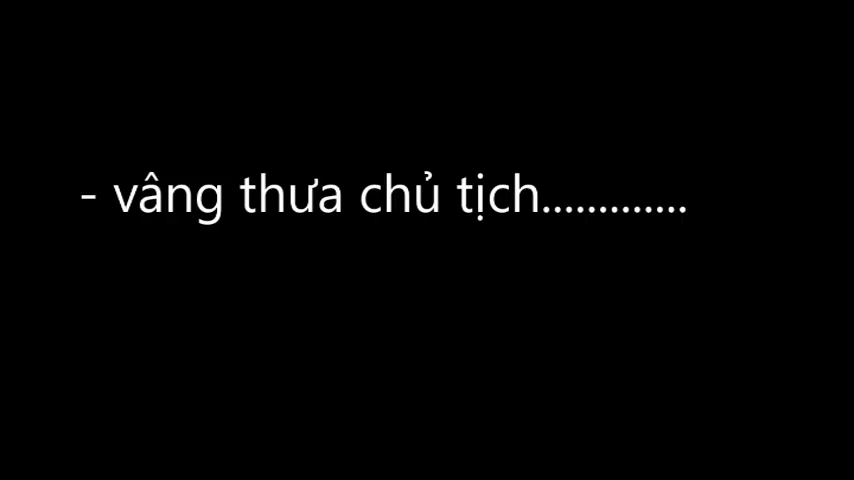 - vâng thưa chủ tịch.............